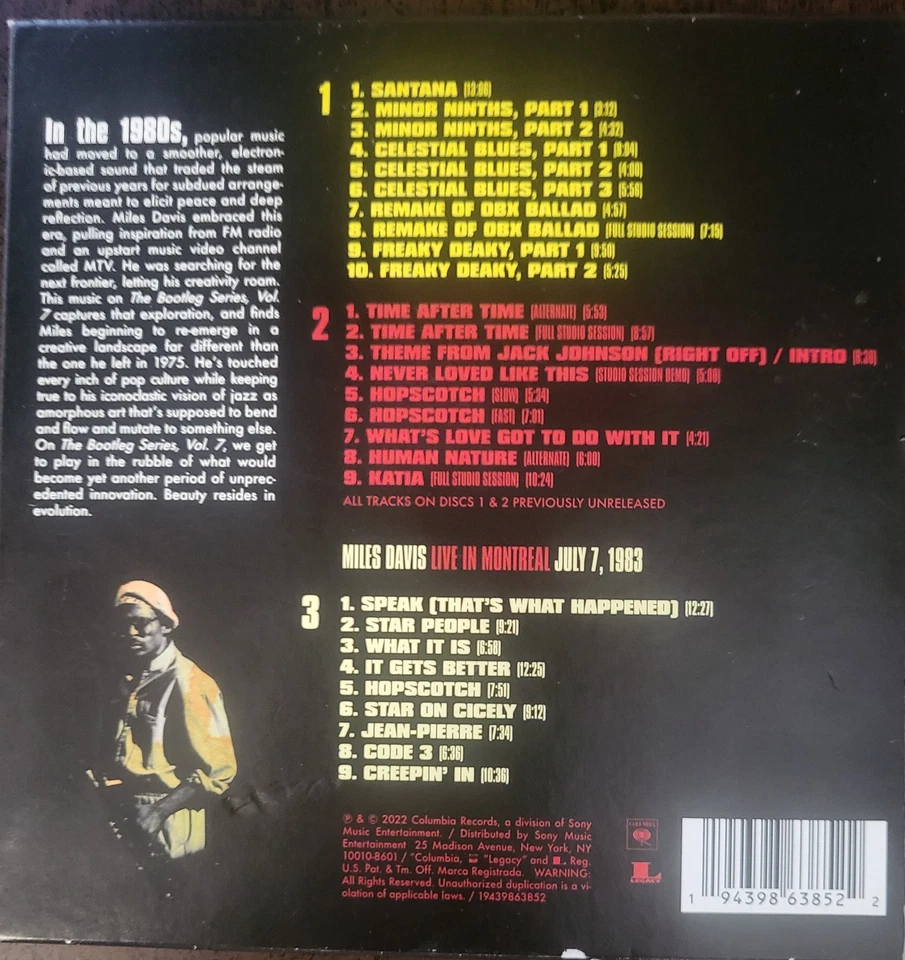 In the 1980s, popular music
had moved to a smoother, electron-
ic-based sound that traded the steam
of previous years for subdued arrange-
ments meant to elicit peace and deep
reflection. Miles Davis embraced this
era, pulling inspiration from FM radio
and an upstart music video channel
called MTV. He was searching for the
next frontier, letting his creativity roam.
This music on The Bootleg Series, Vol.
7 captures that exploration, and finds
Miles beginning to re-emerge in a
creative landscape far different than
the one he left in 1975. He's touched
every inch of pop culture while keeping
true to his iconoclastic vision of jazz as
amorphous art that's supposed to bend
and flow and mutate to something else.
On The Bootleg Series, Vol. 7, we get
to play in the rubble of what would
become yet another period of unprec-
edented innovation. Beauty resides in
evolution.
1
1. SANTANA
2. MINOR NINTHS, PART 1 (3:12)
3. MINOR NINTHS, PART 2 (4:32)
4. CELESTIAL BLUES, PART 1
5. CELESTIAL BLUES, PART 2
6. CELESTIAL BLUES, PART 3 (5:56)
7. REMAKE OF OBX BALLAD (4:57)
8. REMAKE OF OBX BALLAD (FULL STUDIO SESSION) (7:15)
9. FREAKY DEAKY, PART 1
10. FREAKY DEAKY, PART 2 (5:25)
2
1. TIME AFTER TIME (ALTERNATE) (5:53)
2. TIME AFTER TIME (FULL STUDIO SESSION)
3. THEME FROM JACK JOHNSON (RIGHT OFF) / INTRO
4. NEVER LOVED LIKE THIS (STUDIO SESSION DEMO)
5. HOPSCOTCH (SLOW) (5:34)
6. HOPSCOTCH (FAST) (7:01)
7. WHAT'S LOVE GOT TO DO WITH IT (4:21)
8. HUMAN NATURE (ALTERNATE)
9. KATIA (FULL STUDIO SESSION) (10:24)
ALL TRACKS ON DISCS 1 & 2 PREVIOUSLY UNRELEASED
MILES DAVIS LIVE IN MONTREAL JULY 7, 1983
3
1. SPEAK (THAT'S WHAT HAPPENED) (12:27)
2. STAR PEOPLE (9:21)
3. WHAT IT IS (6:58)
4. IT GETS BETTER (12:25)
5. HOPSCOTCH (7:51)
6. STAR ON CICELY (9:12)
7. JEAN-PIERRE (7:34)
8. CODE 3 (6:36)
9. CREEPIN' IN (10:36)
℗ & © 2022 Columbia Records, a division of Sony
Music Entertainment. / Distributed by Sony Music
Entertainment 25 Madison Avenue, New York, NY
10010-8601 / "Columbia, "Legacy" and L. Reg.
U.S. Pat. & Tm. Off. Marca Registrada. WARNING:
All Rights Reserved. Unauthorized duplication is a vi-
olation of applicable laws. / 19439863852
COLUMBIA
L
LEGACY
1 94398 63852 2